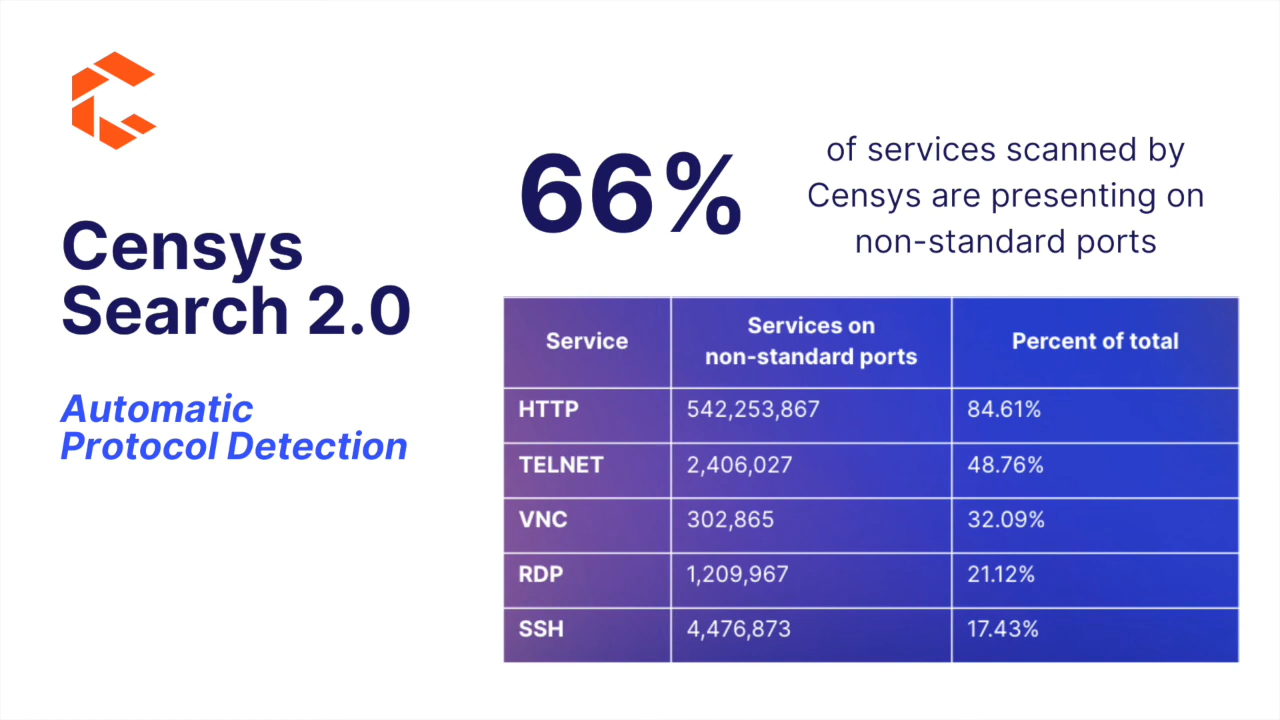 Censys
Search 2.0
Automatic
Protocol Detection
66%
of services scanned by
Censys are presenting on
non-standard ports
Service
Services on
non-standard ports
Percent of total
HTTP 542,253,867 84.61%
TELNET 2,406,027 48.76%
VNC 302,865 32.09%
RDP 1,209,967 21.12%
SSH 4,476,873 17.43%